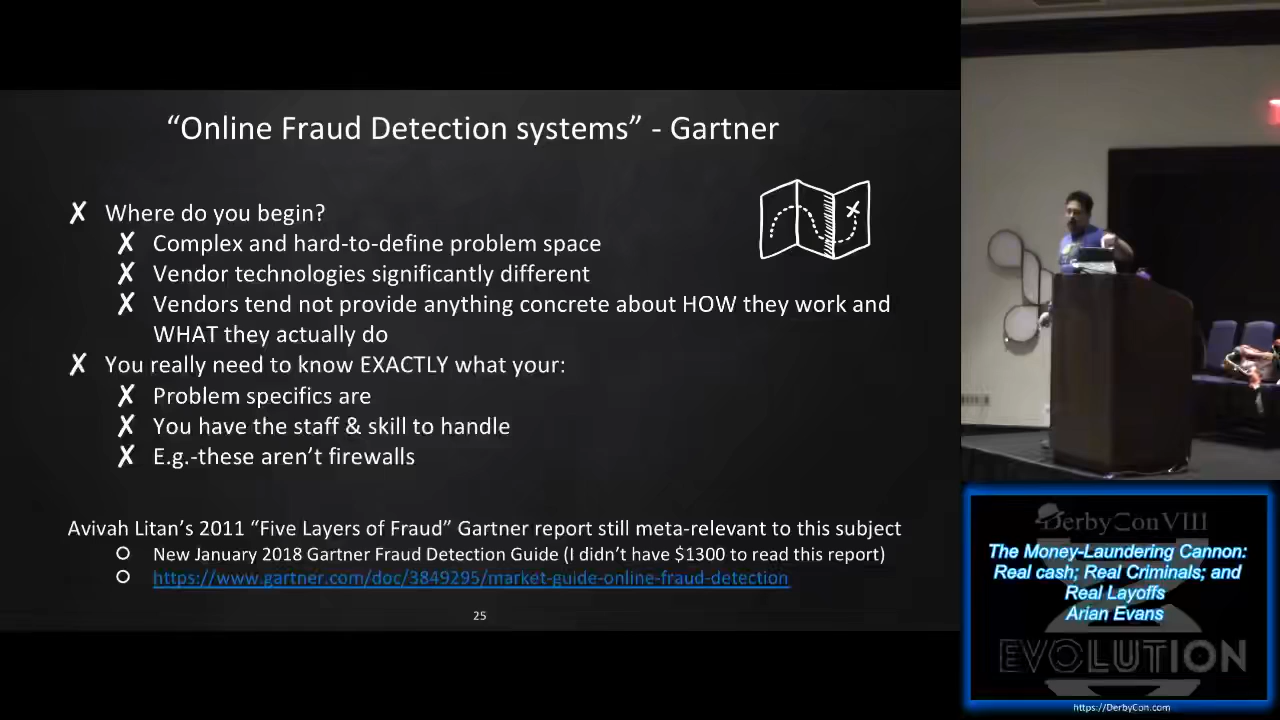 “Online Fraud Detection systems” - Gartner
✗ Where do you begin?
✗ Complex and hard-to-define problem space
✗ Vendor technologies significantly different
✗ Vendors tend not provide anything concrete about HOW they work and
WHAT they actually do
✗ You really need to know EXACTLY what your:
✗ Problem specifics are
✗ You have the staff & skill to handle
✗ E.g.-these aren’t firewalls
Avivah Litan’s 2011 “Five Layers of Fraud” Gartner report still meta-relevant to this subject
○ New January 2018 Gartner Fraud Detection Guide (I didn’t have $1300 to read this report)
○ https://www.gartner.com/doc/3849295/market-guide-online-fraud-detection
25
DerbyCon VIII
The Money-Laundering Cannon:
Real cash; Real Criminals; and
Real Layoffs
Arian Evans
EVOLUTION
https://DerbyCon.com